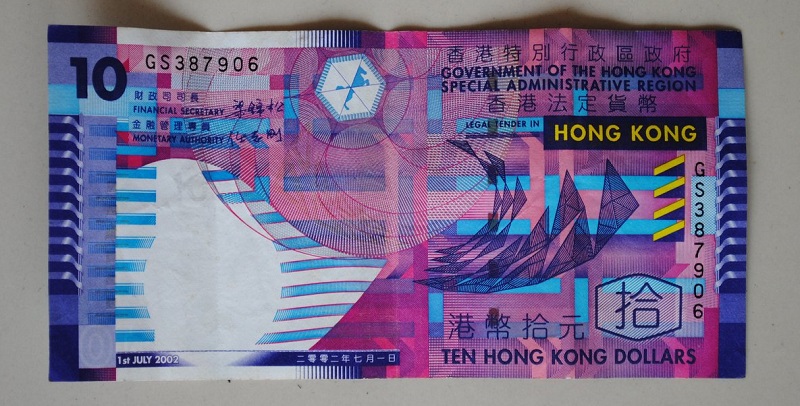 10
GS387906
財政司司長
FINANCIAL SECRETARY
金融管理專員
MONETARY AUTHORITY
香港特別行政區政府
GOVERNMENT OF THE HONG KONG
SPECIAL ADMINISTRATIVE REGION
香港法定貨幣
LEGAL TENDER IN
HONG KONG
GS387906
拾
港幣拾元
TEN HONG KONG DOLLARS
1st JULY 2002
二零零二年七月一日